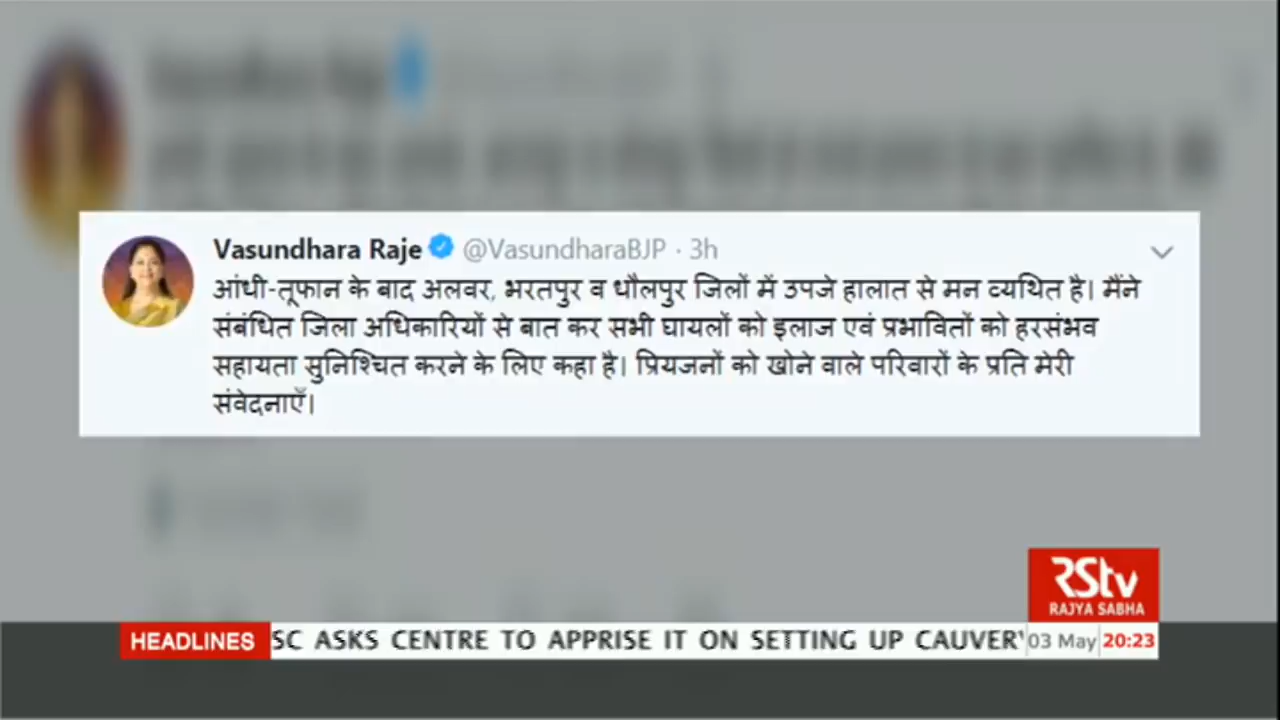 Vasundhara Raje @VasundharaBJP · 3h
आंधी-तूफान के बाद अलवर, भरतपुर व धौलपुर जिलों में उपजे हालात से मन व्यथित है। मैंने
संबंधित जिला अधिकारियों से बात कर सभी घायलों को इलाज एवं प्रभावितों को हरसंभव
सहायता सुनिश्चित करने के लिए कहा है। प्रियजनों को खोने वाले परिवारों के प्रति मेरी
संवेदनाएँ।
RStv
RAJYA SABHA
HEADLINES SC ASKS CENTRE TO APPRISE IT ON SETTING UP 03 May 20:23